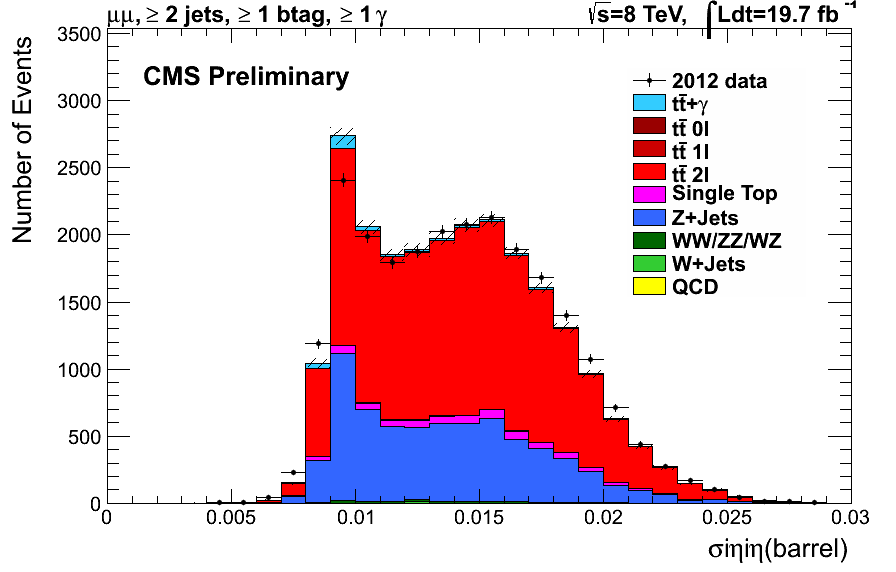 μμ, ≥ 2 jets, ≥ 1 btag, ≥ 1 γ
√s=8 TeV, ∫Ldt=19.7 fb⁻¹
CMS Preliminary
Number of Events
3500
3000
2500
2000
1500
1000
500
0
2012 data
tt̄+γ
tt̄ 0l
tt̄ 1l
tt̄ 2l
Single Top
Z+Jets
WW/ZZ/WZ
W+Jets
QCD
0 0.005 0.01 0.015 0.02 0.025 0.03
σiηiη(barrel)